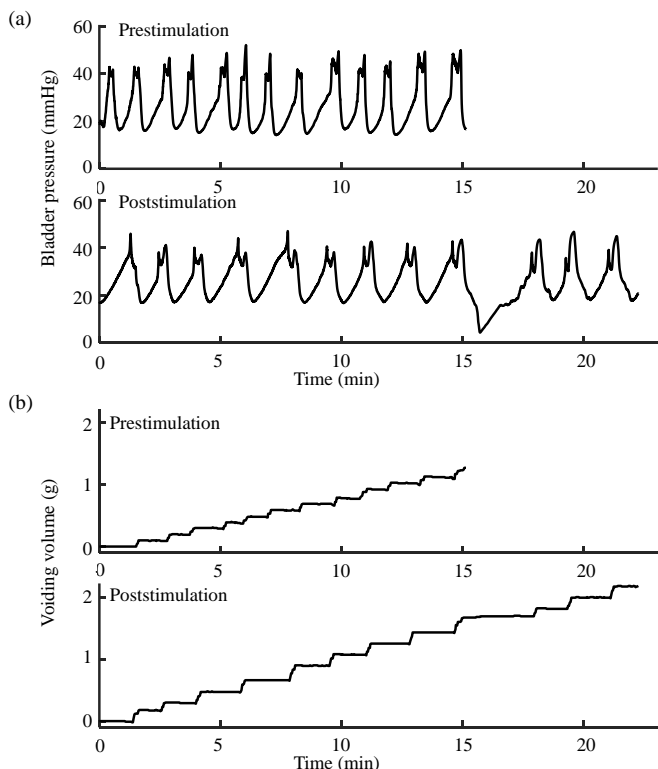 (a)
Prestimulation
60
40
20
0
0 5 10 15 20
Poststimulation
60
40
20
0
0 5 10 15 20
Time (min)
Bladder pressure (mmHg)
(b)
Prestimulation
2
1
0
0 5 10 15 20
Poststimulation
2
1
0
0 5 10 15 20
Time (min)
Voiding volume (g)